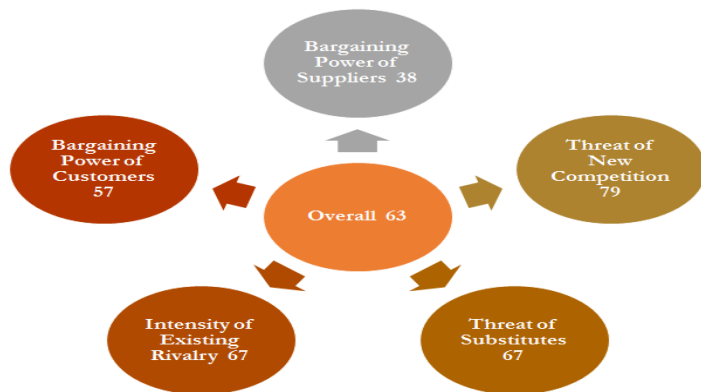 Bargaining
Power of
Suppliers 38
Bargaining
Power of
Customers
57
Threat of
New
Competition
79
Overall 63
Intensity of
Existing
Rivalry 67
Threat of
Substitutes
67